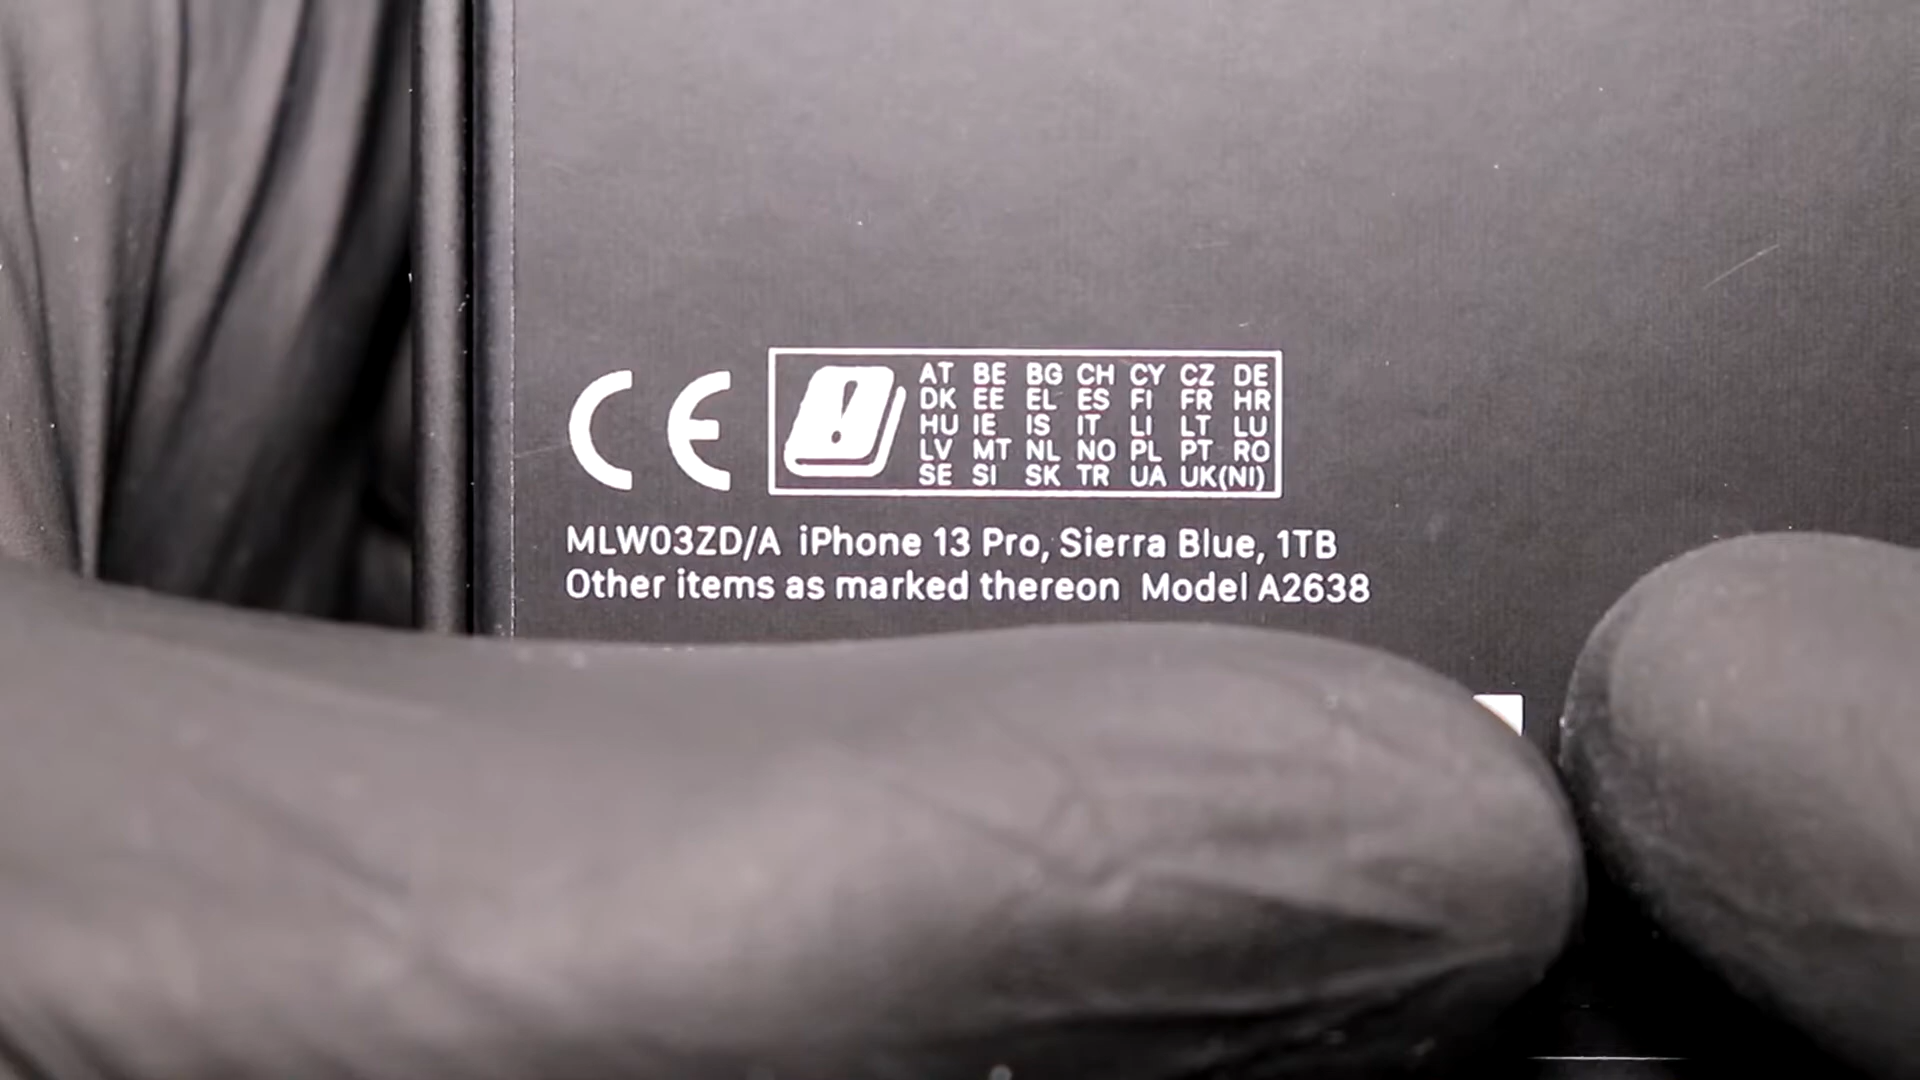 CE
AT BE BG CH CY CZ DE
DK EE EL ES FI FR HR
HU IE IS IT LI LT LU
LV MT NL NO PL PT RO
SE SI SK TR UA UK(NI)
MLW03ZD/A iPhone 13 Pro, Sierra Blue, 1TB
Other items as marked thereon Model A2638